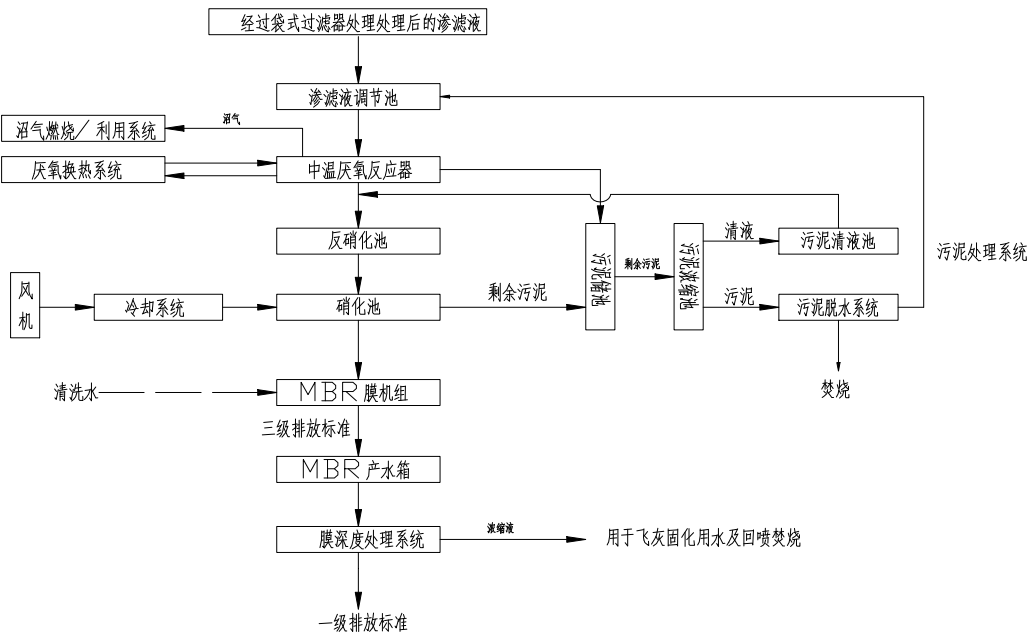 经过袋式过滤器处理处理后的渗滤液
渗滤液调节池
沼气
沼气燃烧/利用系统
厌氧换热系统
中温厌氧反应器
反硝化池
污泥储池
剩余污泥
污泥浓缩池
清液
污泥清液池
污泥处理系统
风机
冷却系统
硝化池
剩余污泥
污泥
污泥脱水系统
焚烧
清洗水
MBR膜机组
三级排放标准
MBR产水箱
膜深度处理系统
浓缩液
用于飞灰固化用水及回喷焚烧
一级排放标准